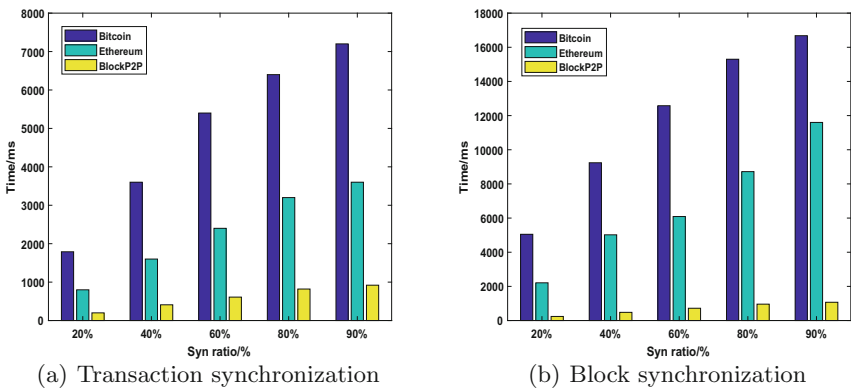 8000
7000
6000
5000
4000
3000
2000
1000
0
Time/ms
Bitcoin
Ethereum
BlockP2P
20% 40% 60% 80% 90%
Syn ratio/%
(a) Transaction synchronization
18000
16000
14000
12000
10000
8000
6000
4000
2000
0
Time/ms
Bitcoin
Ethereum
BlockP2P
20% 40% 60% 80% 90%
Syn ratio/%
(b) Block synchronization